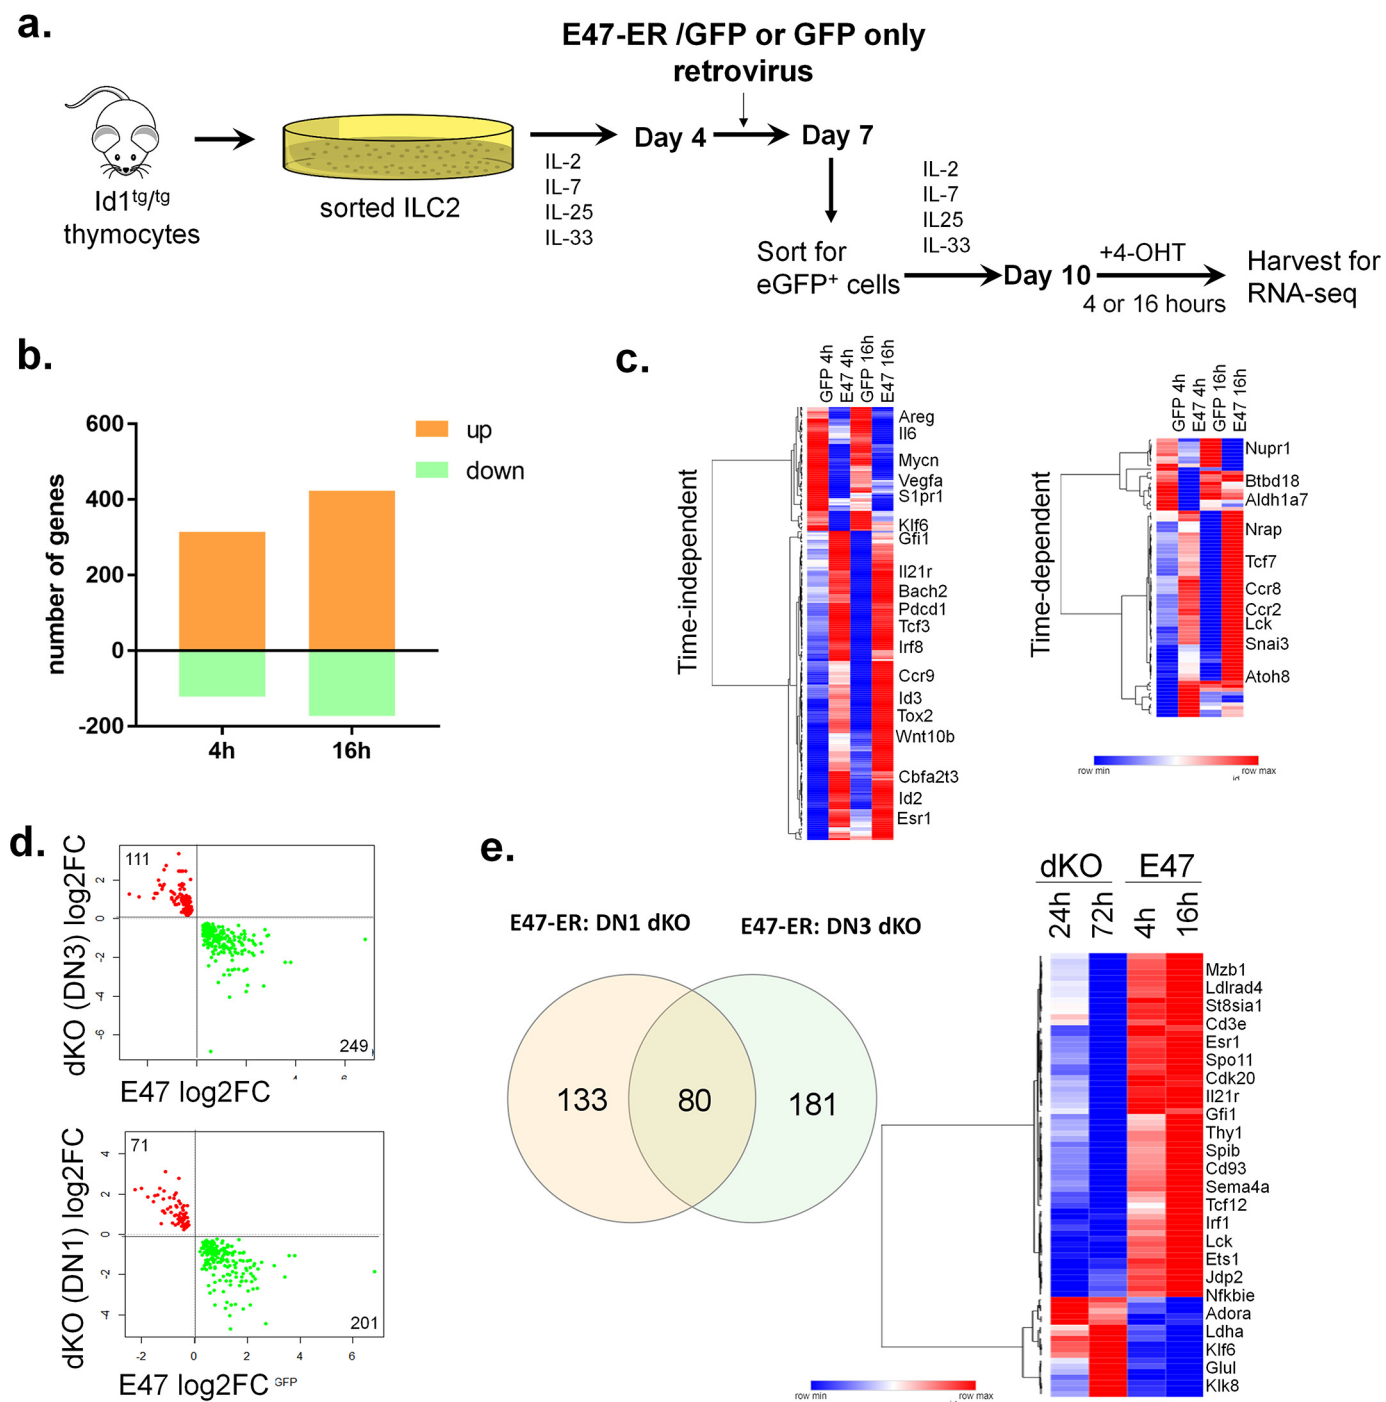 a.
E47-ER /GFP or GFP only
retrovirus
Id1tg/tg
thymocytes
sorted ILC2
IL-2
IL-7
IL-25
IL-33
Day 4
Day 7
Sort for
eGFP+ cells
IL-2
IL-7
IL25
IL-33
Day 10
+4-OHT
4 or 16 hours
Harvest for
RNA-seq
b.
number of genes
600
400
200
0
-200
4h
16h
up
down
c.
Time-independent
GFP 4h
E47 4h
GFP 16h
E47 16h
Areg
Il6
Mycn
Vegfa
S1pr1
Klf6
Gfi1
Il21r
Bach2
Pdcd1
Tcf3
Irf8
Ccr9
Id3
Tox2
Wnt10b
Cbfa2t3
Id2
Esr1
Time-dependent
GFP 4h
E47 4h
GFP 16h
E47 16h
Nupr1
Btbd18
Aldh1a7
Nrap
Tcf7
Ccr8
Ccr2
Lck
Snai3
Atoh8
row min
row max
id
d.
dKO (DN3) log2FC
111
249
2
0
-2
-4
-6
4
6
E47 log2FC
dKO (DN1) log2FC
71
201
4
2
0
-2
-4
-2
0
2
4
6
E47 log2FC GFP
e.
E47-ER: DN1 dKO
E47-ER: DN3 dKO
133
80
181
dKO
E47
24h
72h
4h
16h
Mzb1
Ldlrad4
St8sia1
Cd3e
Esr1
Spo11
Cdk20
Il21r
Gfi1
Thy1
Spib
Cd93
Sema4a
Tcf12
Irf1
Lck
Ets1
Jdp2
Nfkbie
Adora
Ldha
Klf6
Glul
Klk8
row min
row max